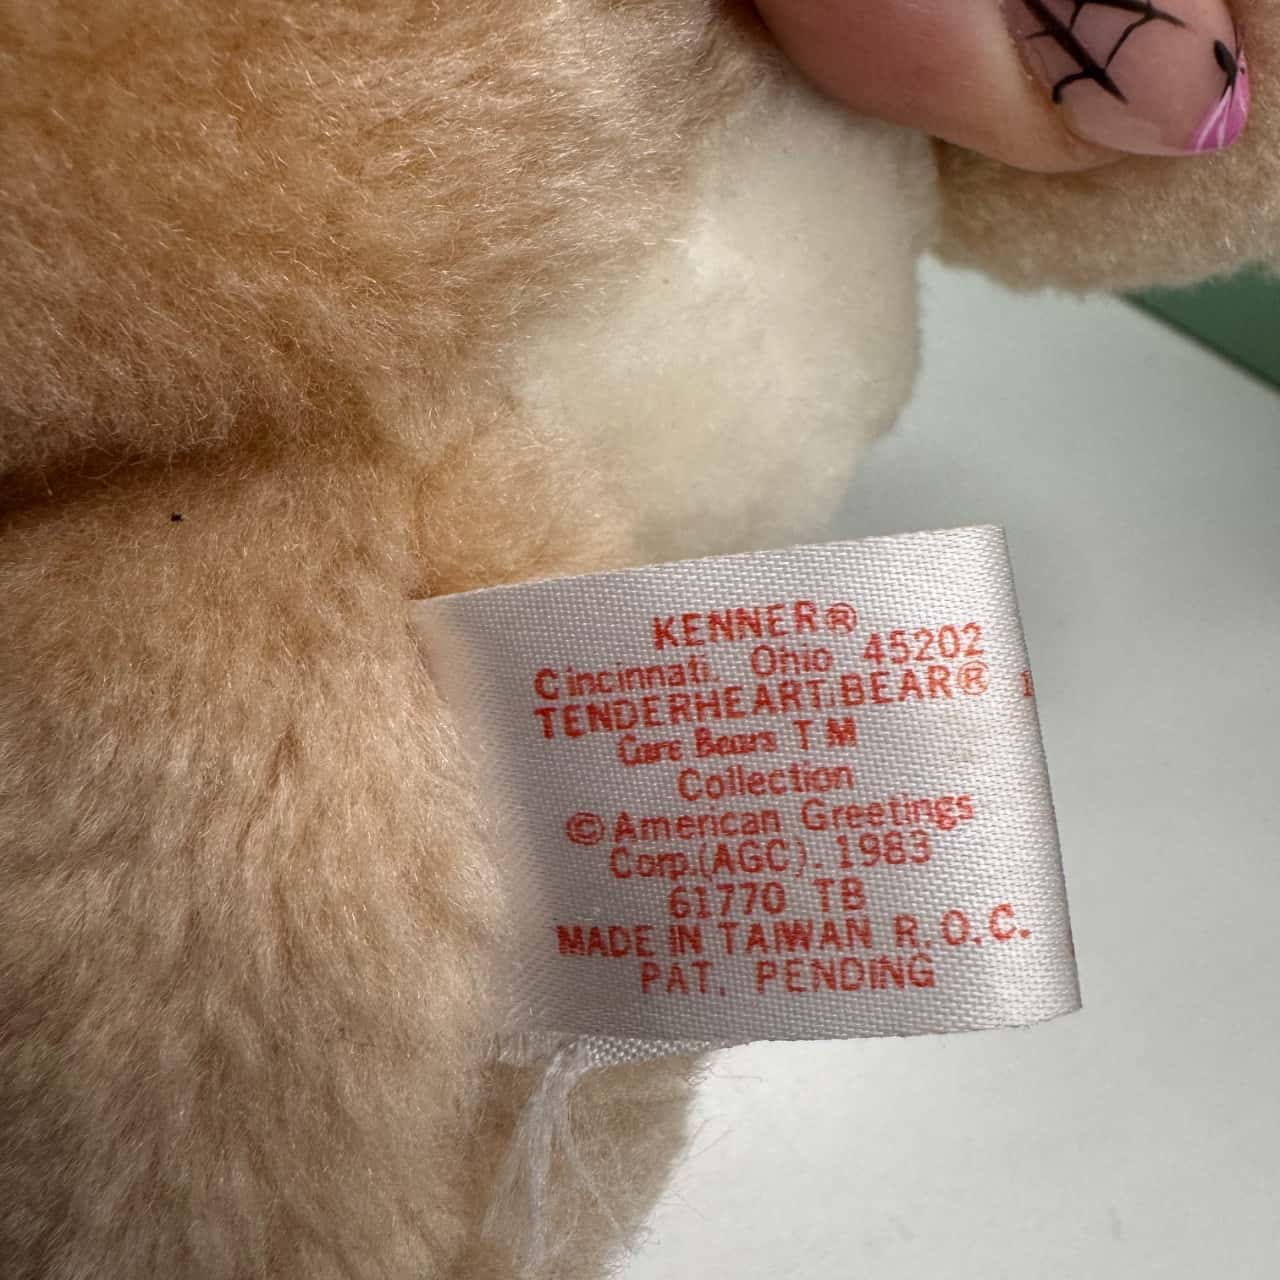 KENNER®
Cincinnati, Ohio 45202
TENDERHEART BEAR®
Care Bears TM
Collection
©American Greetings
Corp.(AGC). 1983
61770 TB
MADE IN TAIWAN R.O.C.
PAT. PENDING